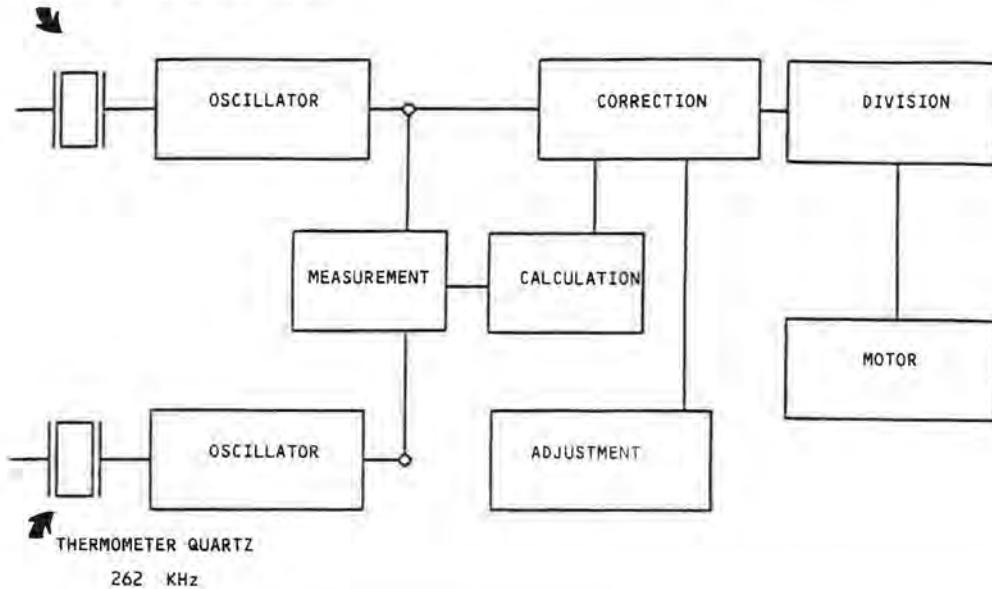 OSCILLATOR
CORRECTION
DIVISION
MEASUREMENT
CALCULATION
MOTOR
OSCILLATOR
ADJUSTMENT
THERMOMETER QUARTZ
262 KHz